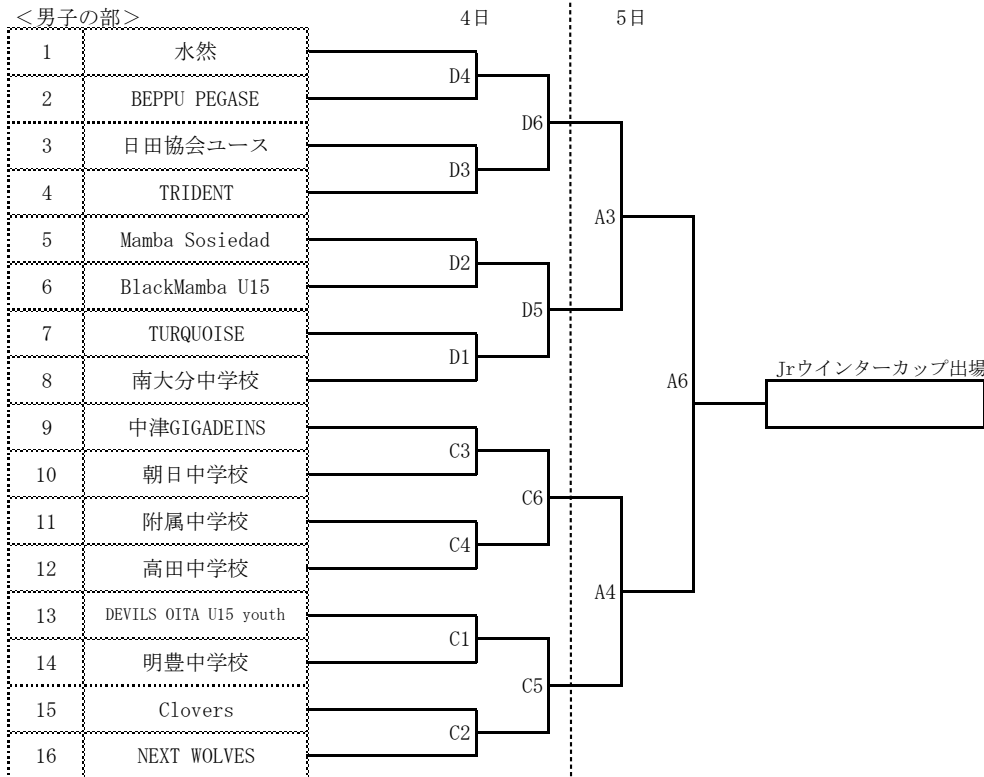 ＜男子の部＞ 4日 5日
1 水然
D4
2 BEPPU PEGASE
D6
3 日田協会ユース
D3
4 TRIDENT
A3
5 Mamba Sosiedad
D2
6 BlackMamba U15
D5
7 TURQUOISE
D1
8 南大分中学校
Jrウインターカップ出場
A6
9 中津GIGADEINS
C3
10 朝日中学校
C6
11 附属中学校
C4
12 高田中学校
A4
13 DEVILS OITA U15 youth
C1
14 明豊中学校
C5
15 Clovers
C2
16 NEXT WOLVES